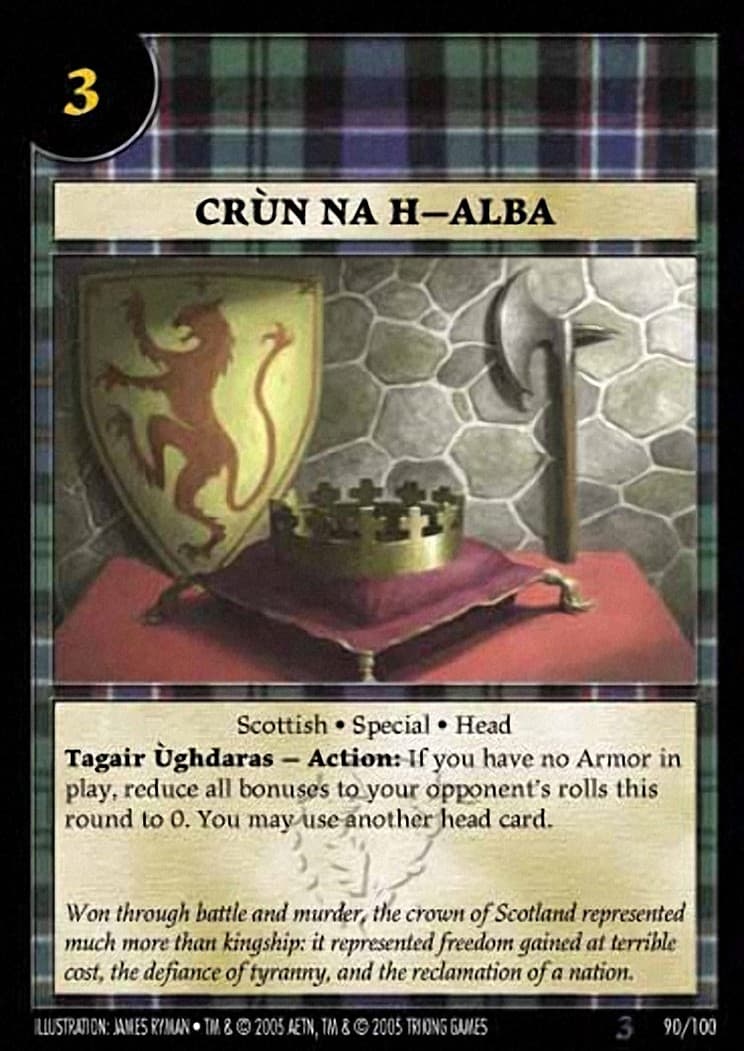 3
CRÙN NA H–ALBA
Scottish • Special • Head
Tagair Ùghdaras – Action: If you have no Armor in
play, reduce all bonuses to your opponent's rolls this
round to 0. You may use another head card.
Won through battle and murder, the crown of Scotland represented
much more than kingship: it represented freedom gained at terrible
cost, the defiance of tyranny, and the reclamation of a nation.
ILLUSTRATION: JAMES RYMAN • TM & © 2005 AETN, TM & © 2005 TRIKING GAMES 3 90/100